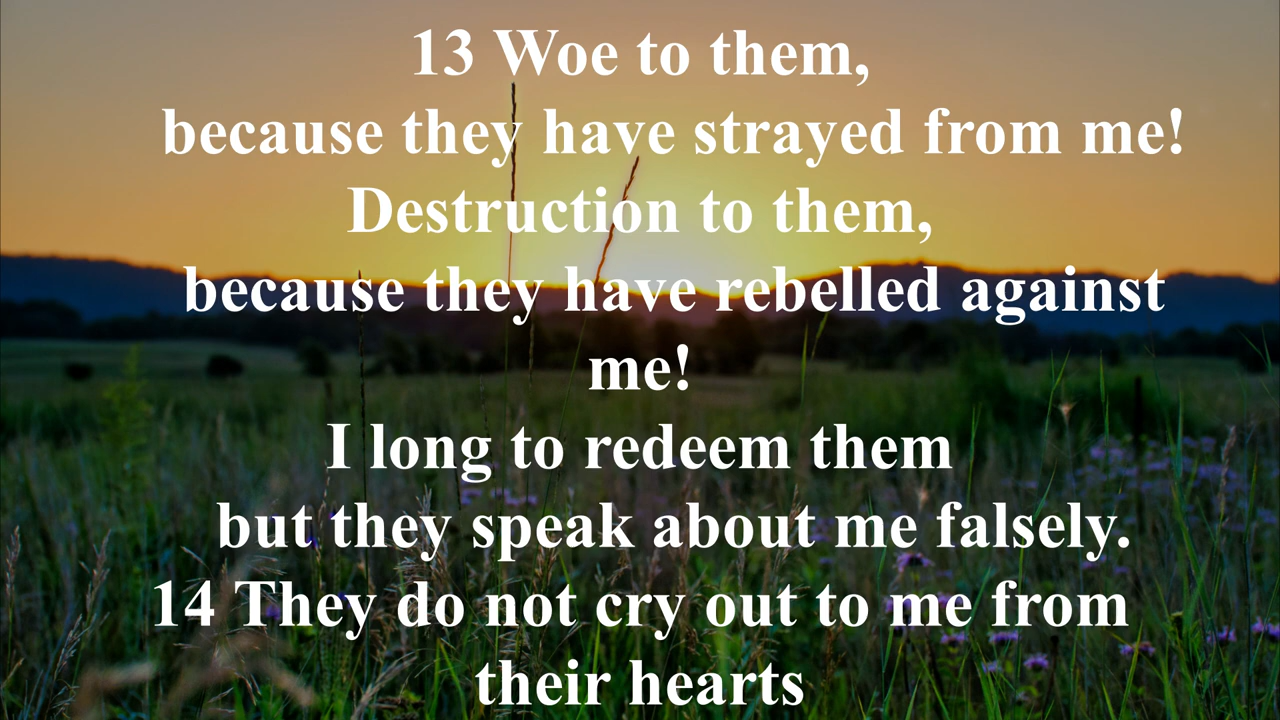 13 Woe to them,
because they have strayed from me!
Destruction to them,
because they have rebelled against
me!
I long to redeem them
but they speak about me falsely.
14 They do not cry out to me from
their hearts